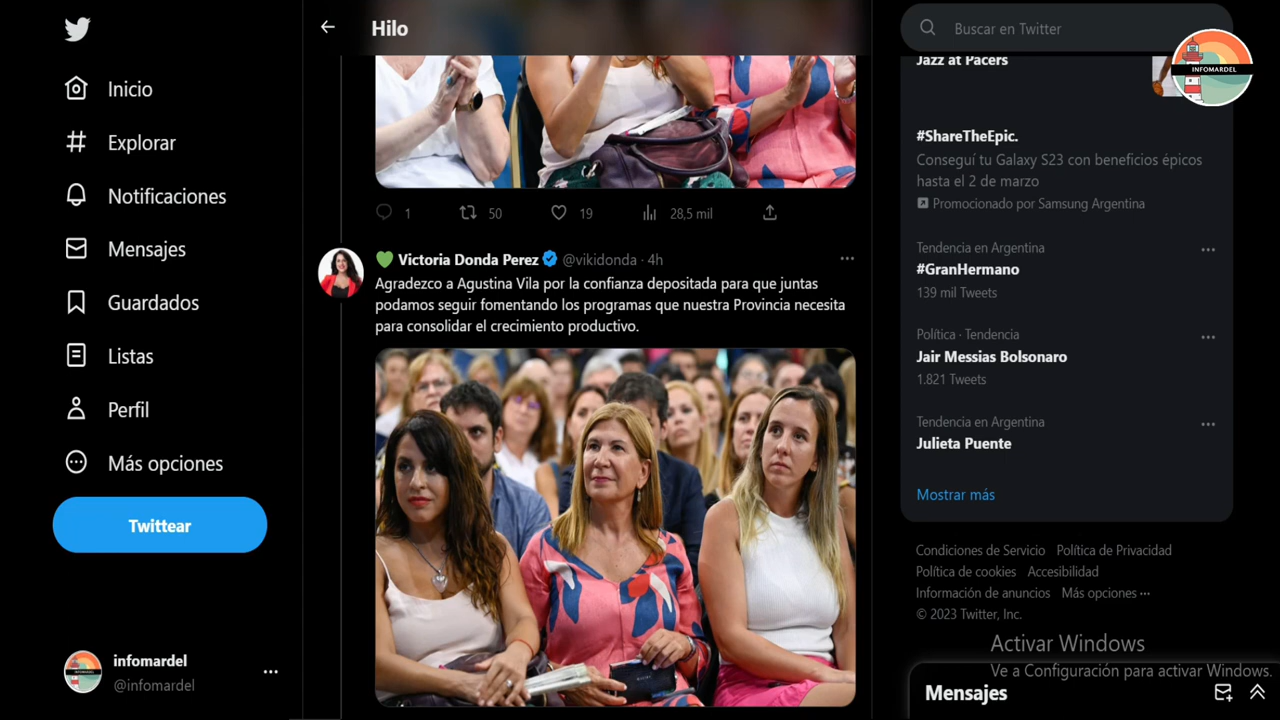 Inicio
Explorar
Notificaciones
Mensajes
Guardados
Listas
Perfil
Más opciones
Twittear
infomardel
@infomardel
Hilo
1 50 19 28,5 mil
Victoria Donda Perez @vikidonda · 4h
Agradezco a Agustina Vila por la confianza depositada para que juntas
podamos seguir fomentando los programas que nuestra Provincia necesita
para consolidar el crecimiento productivo.
Buscar en Twitter
INFOMARDEL
Jazz at Pacers
#ShareTheEpic.
Conseguí tu Galaxy S23 con beneficios épicos
hasta el 2 de marzo
Promocionado por Samsung Argentina
Tendencia en Argentina
#GranHermano
139 mil Tweets
Política · Tendencia
Jair Messias Bolsonaro
1.821 Tweets
Tendencia en Argentina
Julieta Puente
Mostrar más
Condiciones de Servicio Política de Privacidad
Política de cookies Accesibilidad
Información de anuncios Más opciones ···
© 2023 Twitter, Inc.
Activar Windows
Ve a Configuración para activar Windows.
Mensajes